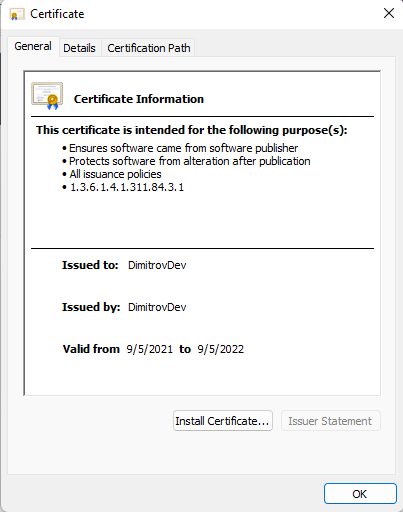 Certificate
General Details Certification Path
Certificate Information
This certificate is intended for the following purpose(s):
• Ensures software came from software publisher
• Protects software from alteration after publication
• All issuance policies
• 1.3.6.1.4.1.311.84.3.1
Issued to: DimitrovDev
Issued by: DimitrovDev
Valid from 9/5/2021 to 9/5/2022
Install Certificate... Issuer Statement
OK